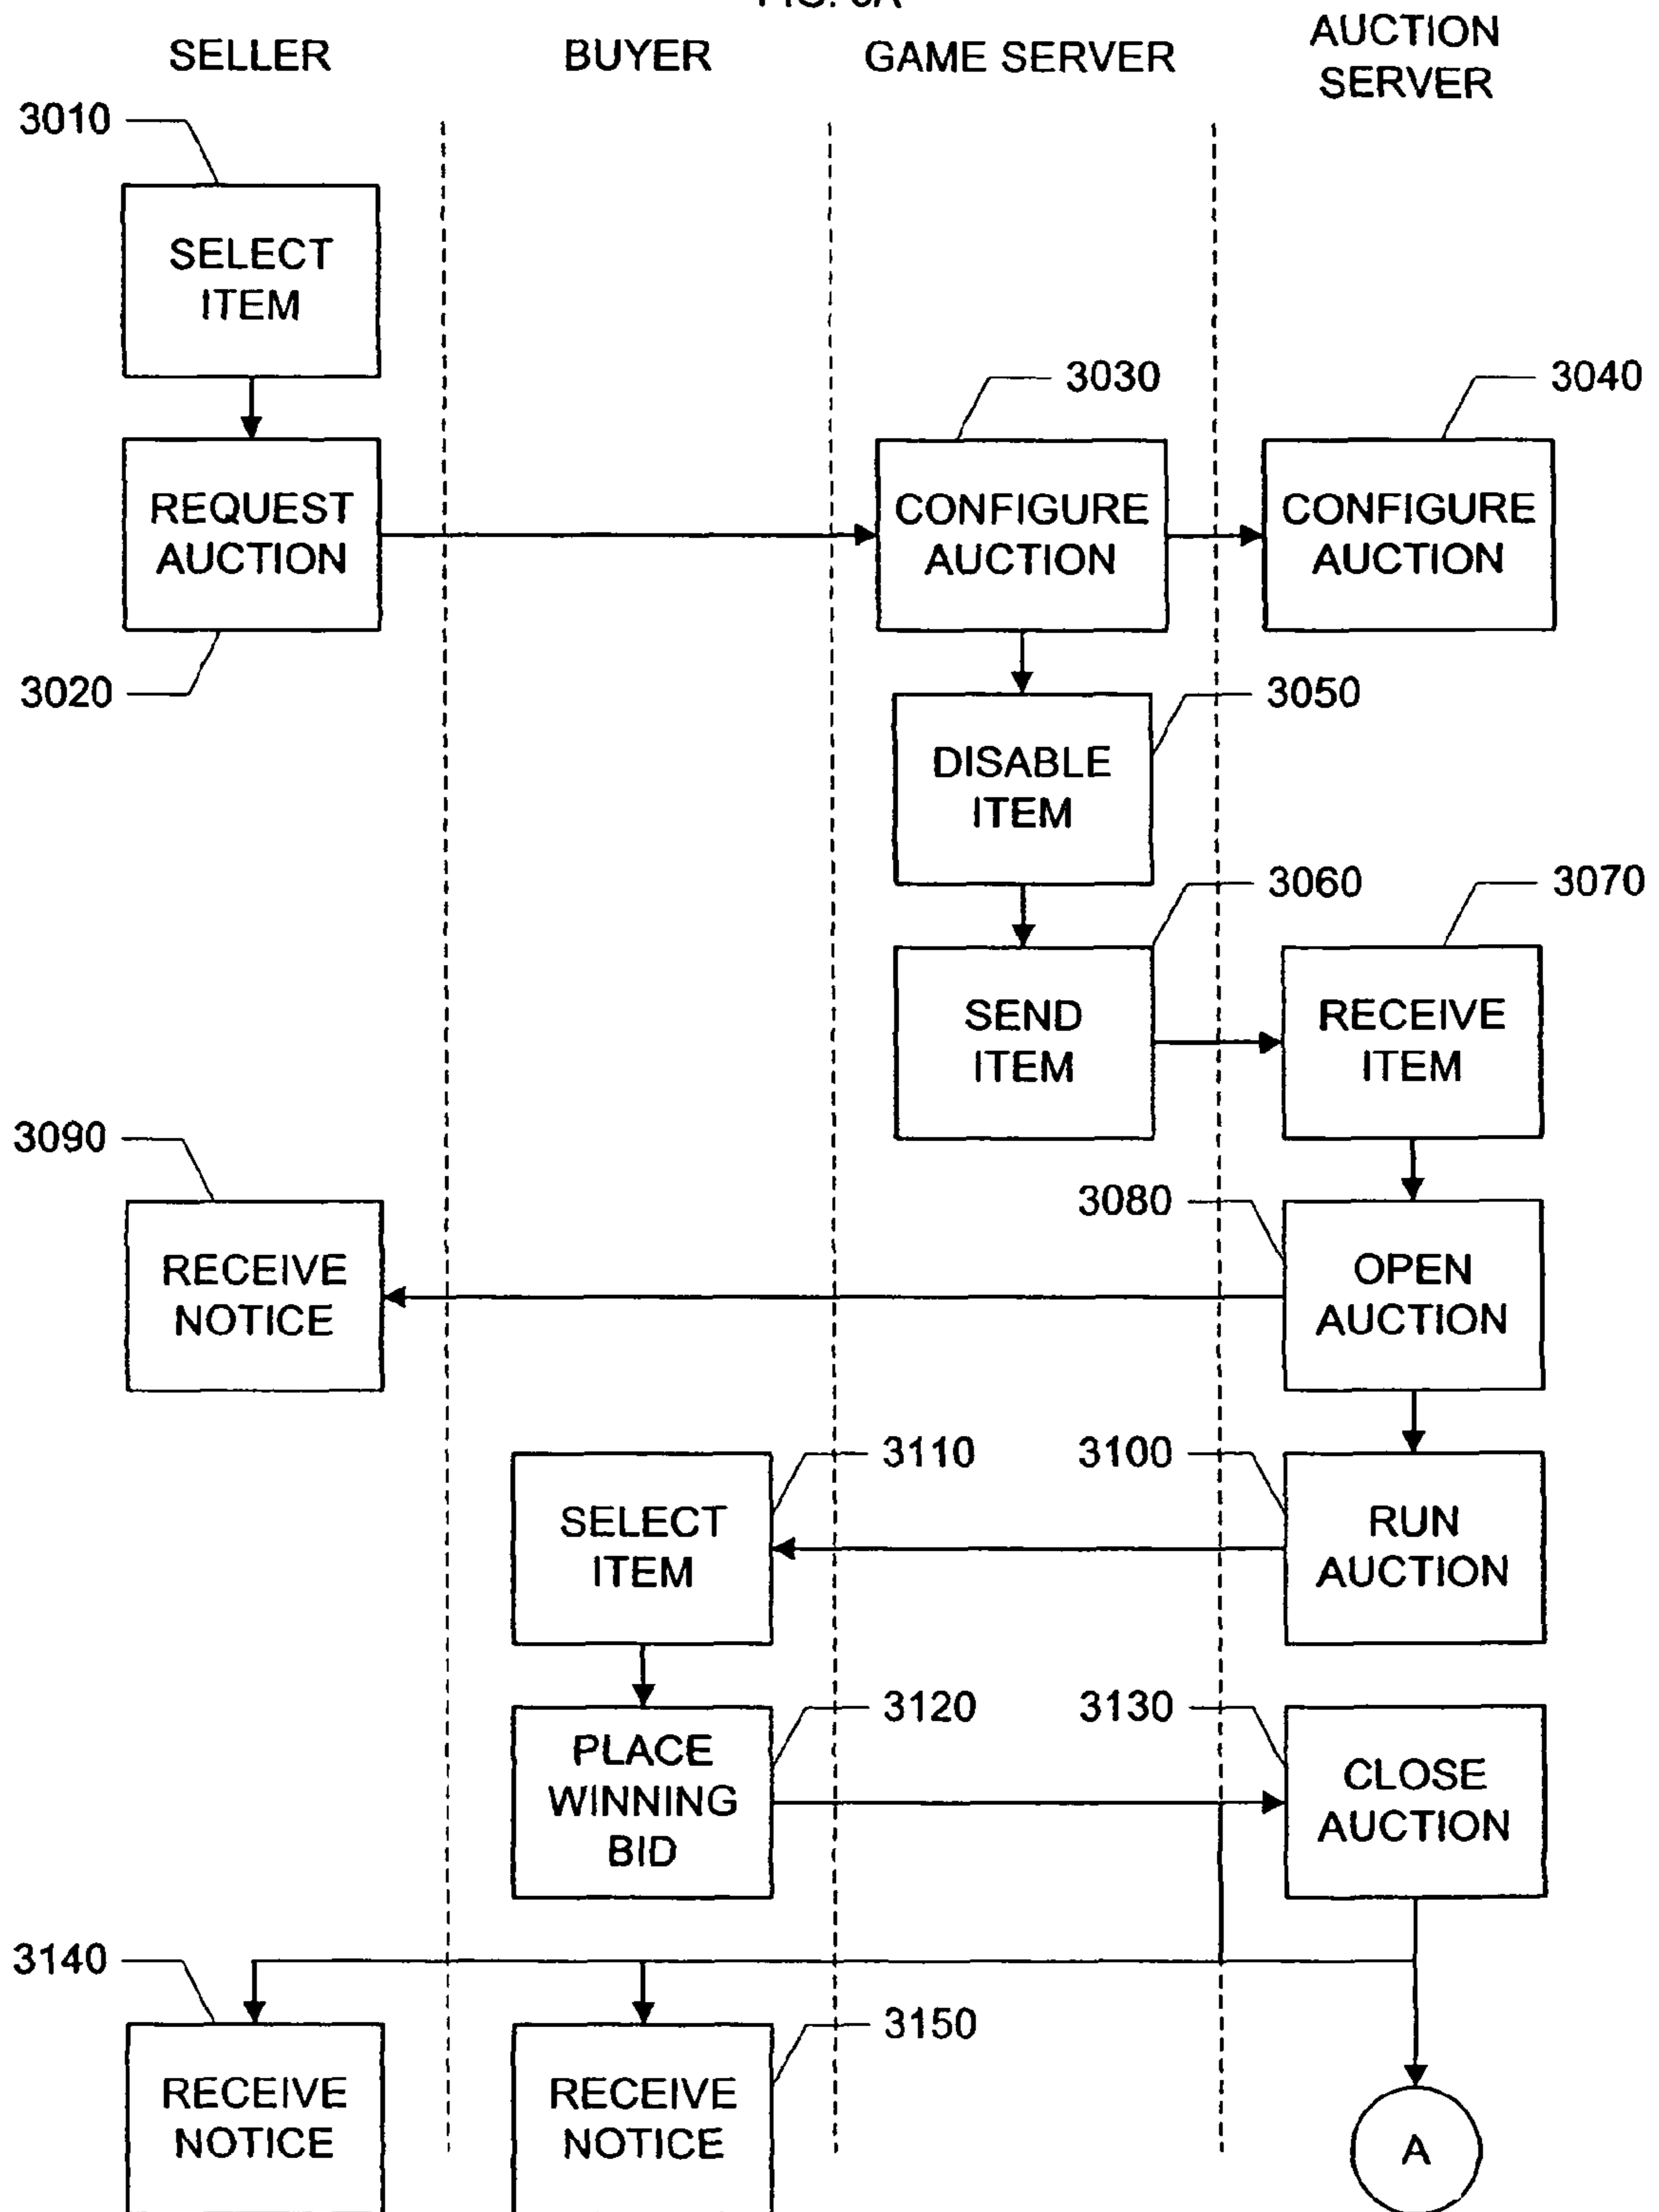 SELLER
BUYER
GAME SERVER
AUCTION
SERVER
3010
SELECT
ITEM
3030
3040
REQUEST
AUCTION
CONFIGURE
AUCTION
CONFIGURE
AUCTION
3020
3050
DISABLE
ITEM
3060
3070
SEND
ITEM
RECEIVE
ITEM
3090
3080
RECEIVE
NOTICE
OPEN
AUCTION
3110
3100
SELECT
ITEM
RUN
AUCTION
3120
3130
PLACE
WINNING
BID
CLOSE
AUCTION
3140
3150
RECEIVE
NOTICE
RECEIVE
NOTICE
A